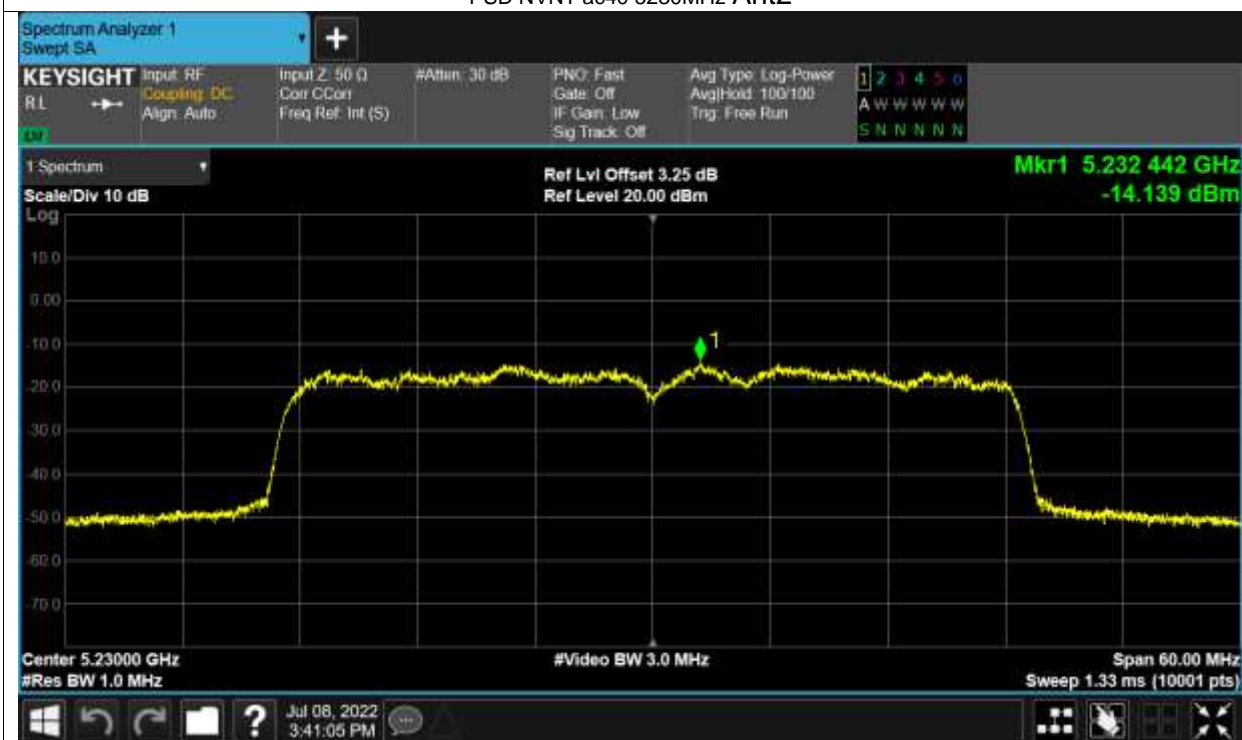 PSD NVNT a040 5230MHz Ant2
Spectrum Analyzer 1
Swept SA
KEYSIGHT
RL
Input: RF
Coupling: DC
Align: Auto
Input Z: 50 Ω
Corr CCorr
Freq Ref: Int (S)
#Atten: 30 dB
PNO: Fast
Gate: Off
IF Gain: Low
Sig Track: Off
Avg Type: Log-Power
Avg|Hold: 100/100
Trig: Free Run
1 2 3 4 5 6
A W W W W W
S N N N N N
1 Spectrum
Scale/Div 10 dB
Log
Ref Lvl Offset 3.25 dB
Ref Level 20.00 dBm
Mkr1 5.232 442 GHz
-14.139 dBm
10.0
0.00
-10.0
-20.0
-30.0
-40.0
-50.0
-60.0
-70.0
1
Center 5.23000 GHz
#Res BW 1.0 MHz
#Video BW 3.0 MHz
Span 60.00 MHz
Sweep 1.33 ms (10001 pts)
?
Jul 08, 2022
3:41:05 PM